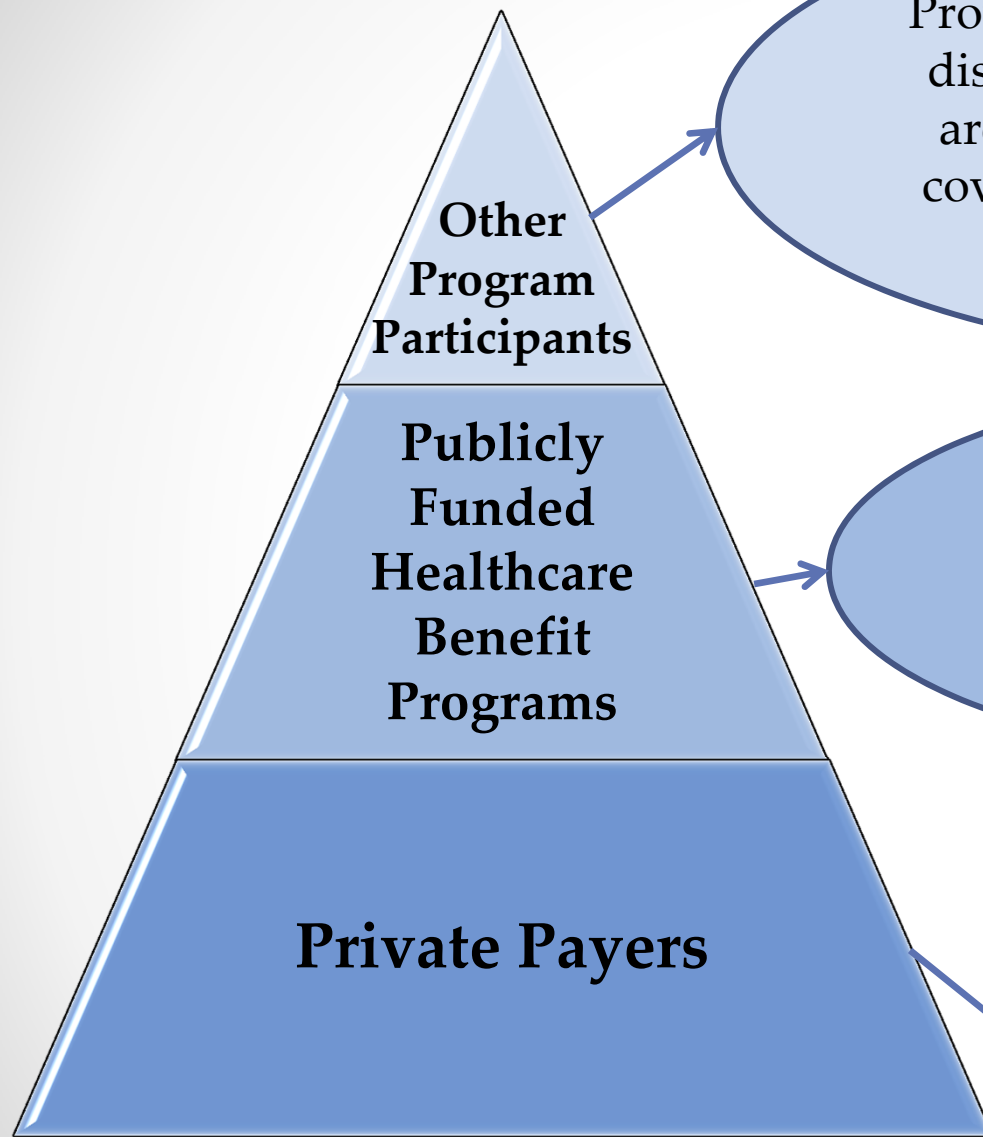 Other
Program
Participants
Publicly
Funded
Healthcare
Benefit
Programs
Private Payers